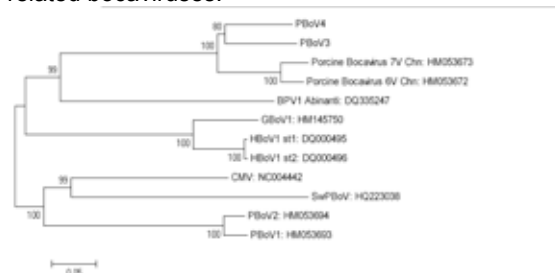 related bocaviruses.
80
PBoV4
100
PBoV3
99
Porcine Bocavirus 7V Chn: HM053673
100
Porcine Bocavirus 6V Chn: HM053672
BPV1 Abinanti: DQ335247
GBoV1: HM145750
100
HBoV1 st1: DQ000495
100
HBoV1 st2: DQ000496
99
CMV: NC004442
SwPBoV: HQ223038
100
PBoV2: HM053694
100
PBoV1: HM053693
0.05